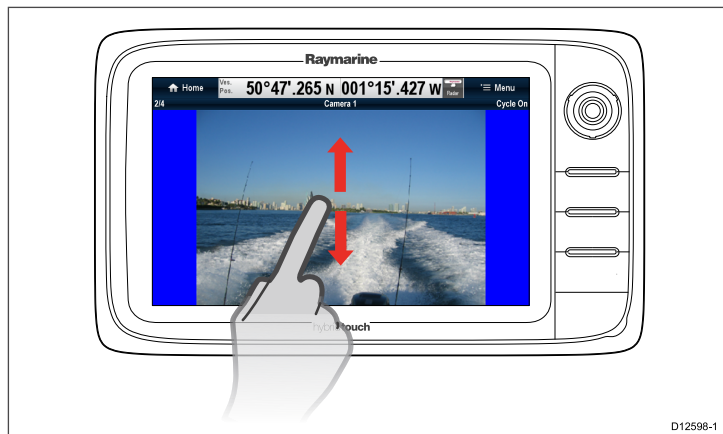 Raymarine
Home Ves. Pos. 50°47'.265 N 001°15'.427 W Radar Menu
2/4 Camera 1 Cycle On
hybridtouch
D12598-1